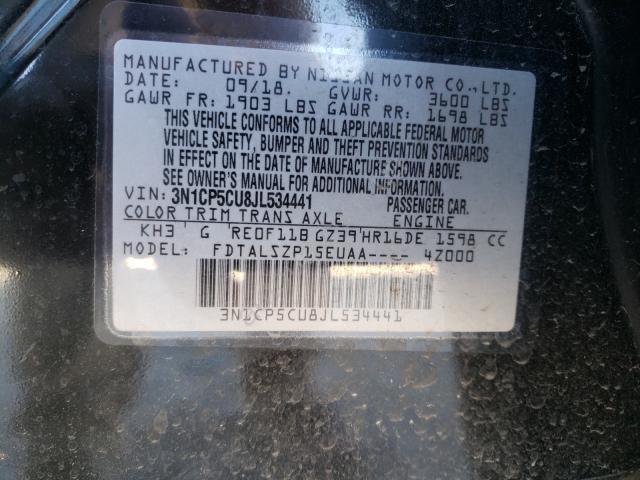 MANUFACTURED BY NISSAN MOTOR CO., LTD.
DATE: 09/18. GVWR: 3600 LBS
GAWR FR: 1903 LBS GAWR RR: 1698 LBS
THIS VEHICLE CONFORMS TO ALL APPLICABLE FEDERAL MOTOR
VEHICLE SAFETY, BUMPER AND THEFT PREVENTION STANDARDS
IN EFFECT ON THE DATE OF MANUFACTURE SHOWN ABOVE.
SEE OWNER'S MANUAL FOR ADDITIONAL INFORMATION.
VIN: 3N1CP5CU8JL534441 PASSENGER CAR.
COLOR TRIM TRANS AXLE ENGINE
KH3 G RE0F11B GZ39 HR16DE 1598 CC
MODEL: FDTALSZP15EUAA---- 4Z000
3N1CP5CU8JL534441